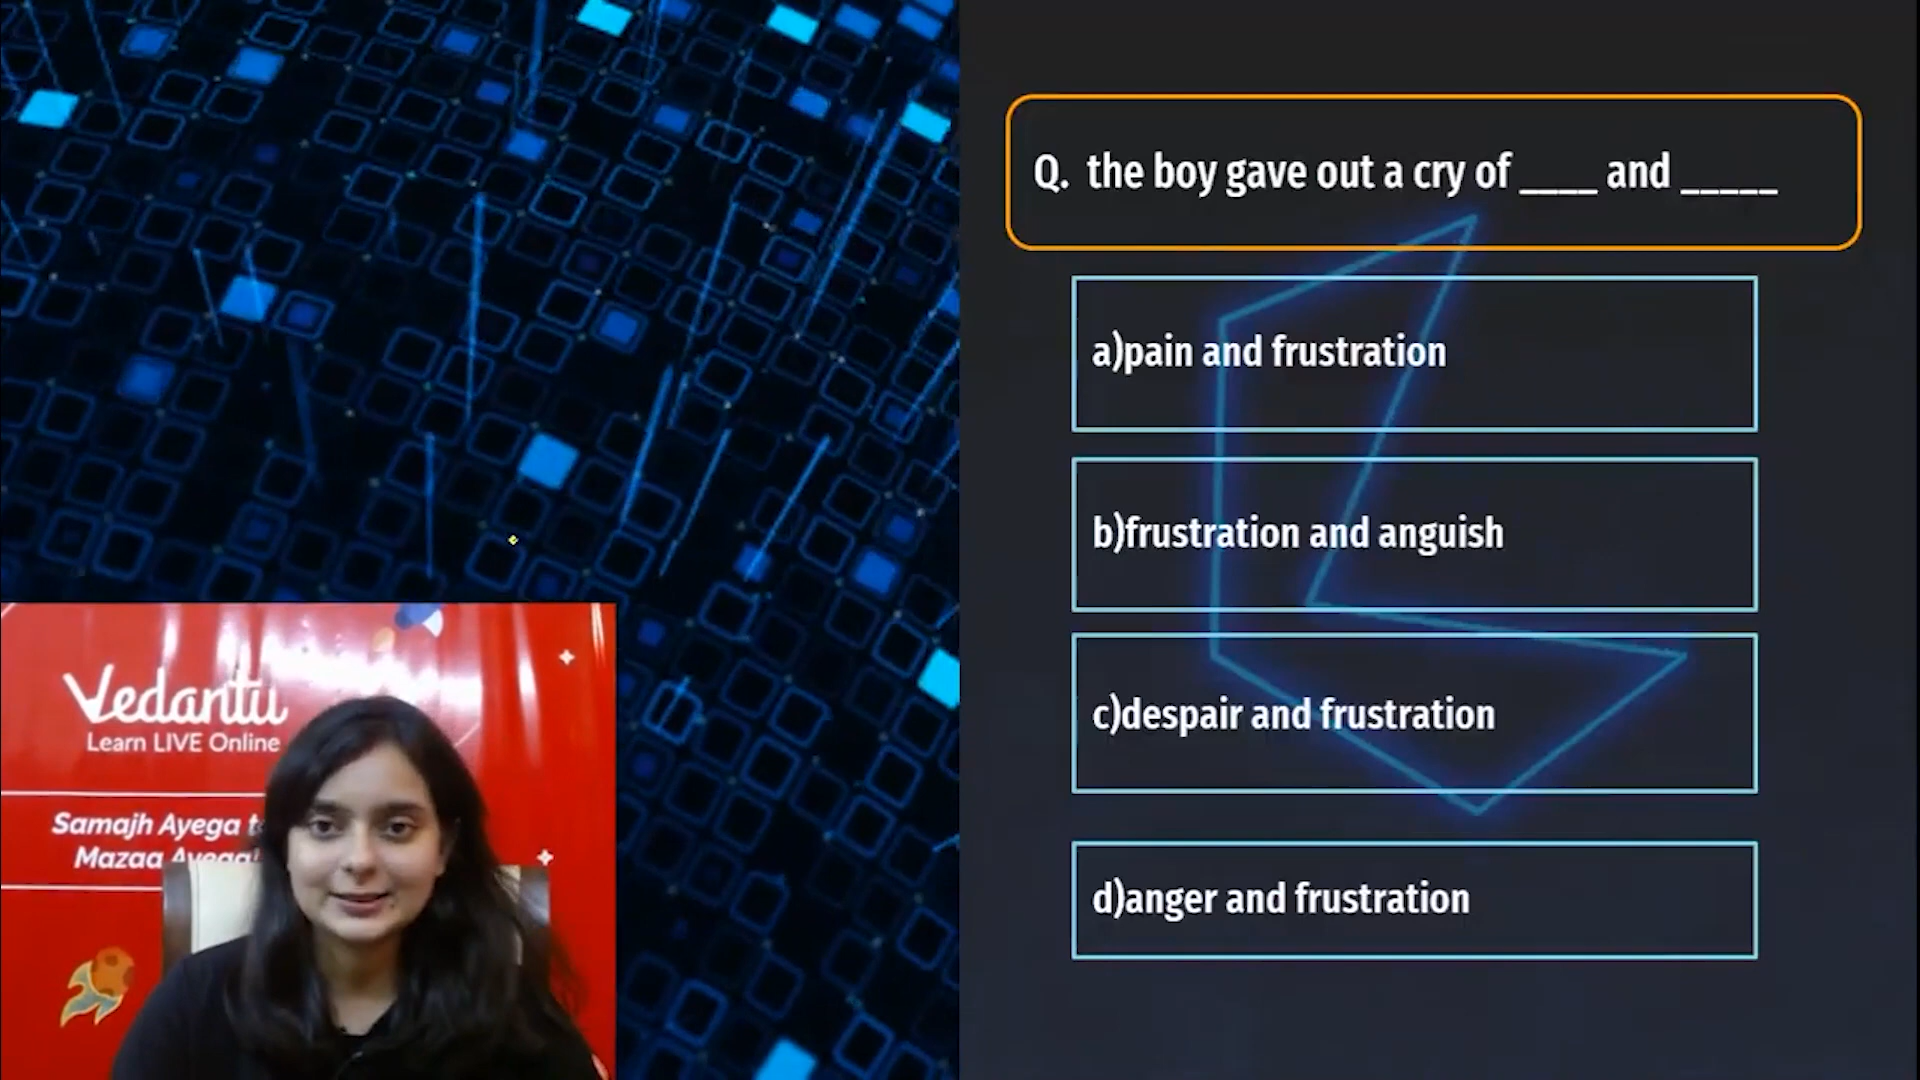 Q. the boy gave out a cry of ____ and _____
a)pain and frustration
b)frustration and anguish
c)despair and frustration
d)anger and frustration
Vedantu
Learn LIVE Online
Samajh Ayega
Mazaa Ayega!